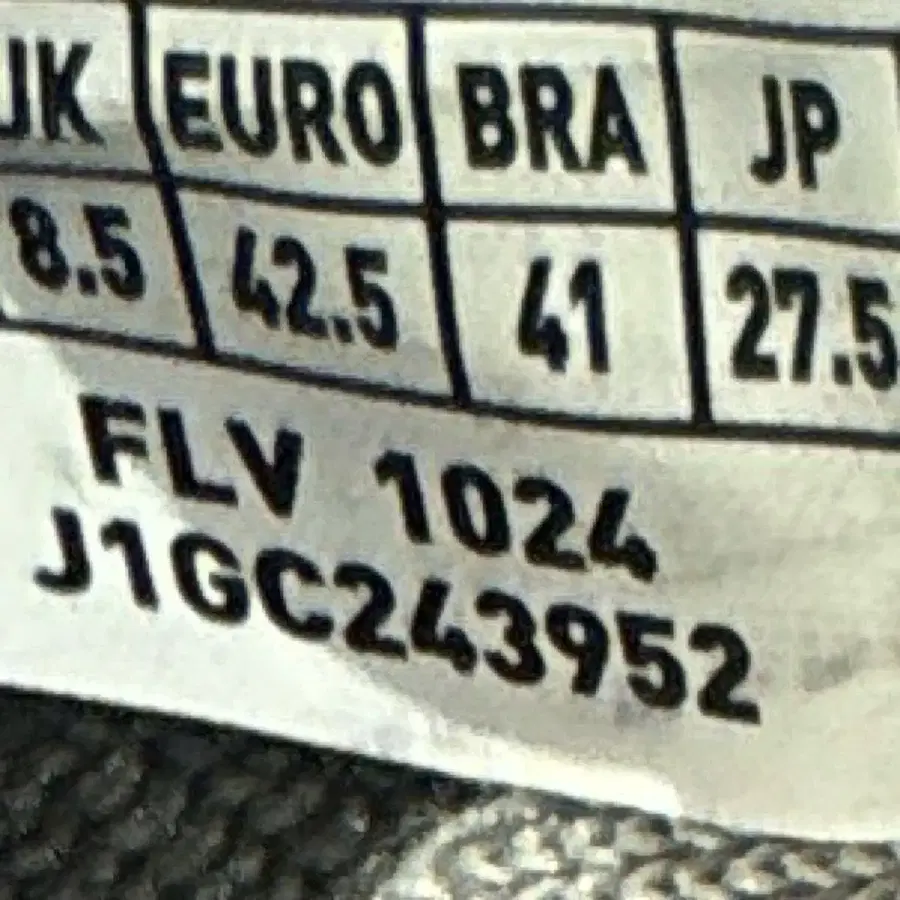 UK EURO BRA JP
8.5 42.5 41 27.5
FLV 1024
J1GC243952